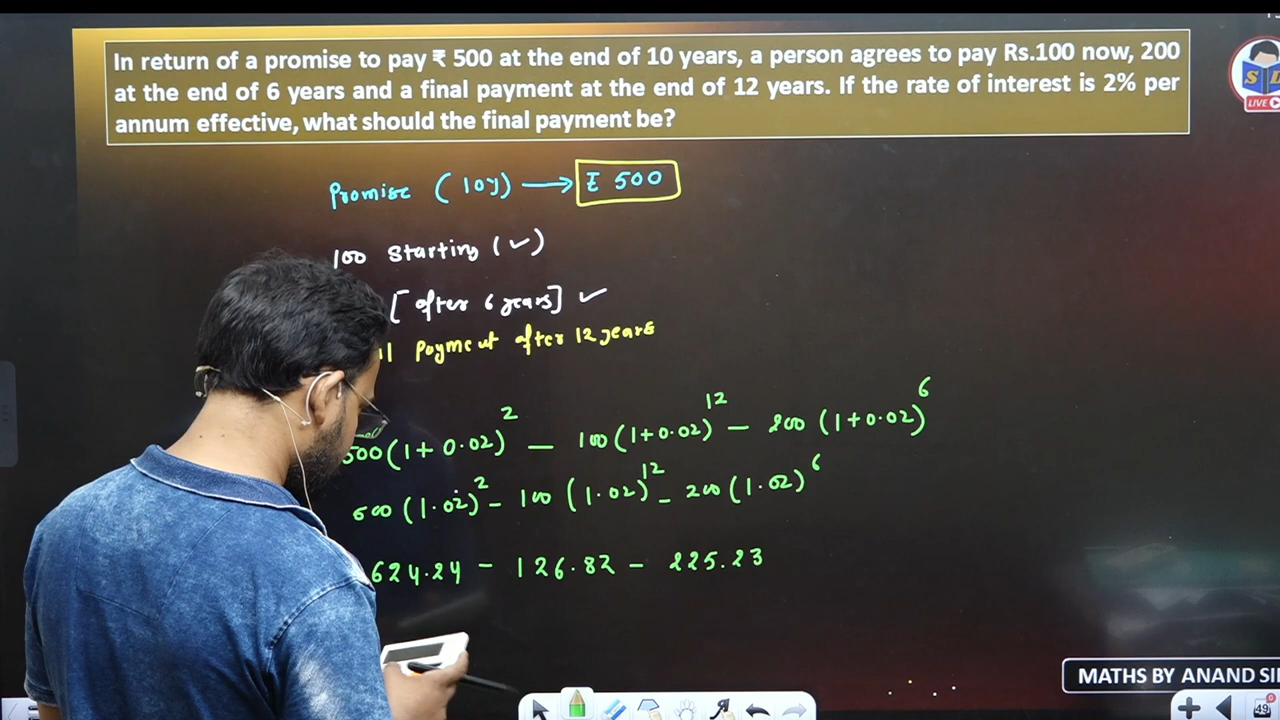 In return of a promise to pay ₹ 500 at the end of 10 years, a person agrees to pay Rs.100 now, 200
at the end of 6 years and a final payment at the end of 12 years. If the rate of interest is 2% per
annum effective, what should the final payment be?
LIVE
Promise (10y) → ₹ 500
100 Starting (✓)
[after 6 years] ✓
payment after 12 years
500(1+0.02)² − 100(1+0.02)¹² − 200(1+0.02)⁶
(1.02)² − 100(1.02)¹² − 200(1.02)⁶
624.24 − 126.82 − 225.23
MATHS BY ANAND
49